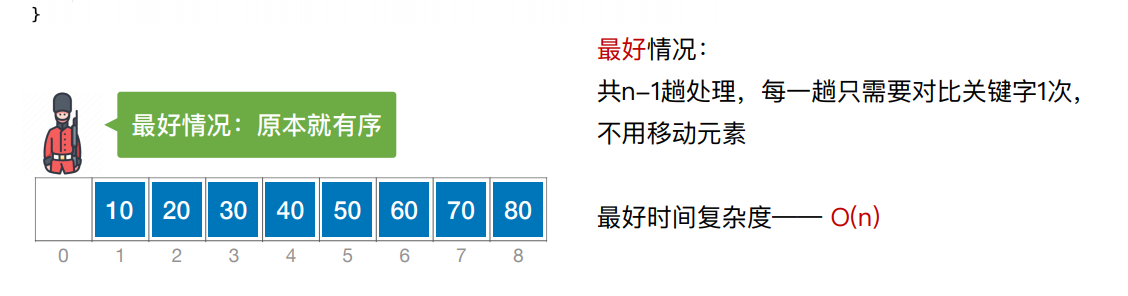 }
最好情况：
共n-1趟处理，每一趟只需要对比关键字1次，
不用移动元素
最好情况：原本就有序
10 20 30 40 50 60 70 80
0 1 2 3 4 5 6 7 8
最好时间复杂度—— O(n)